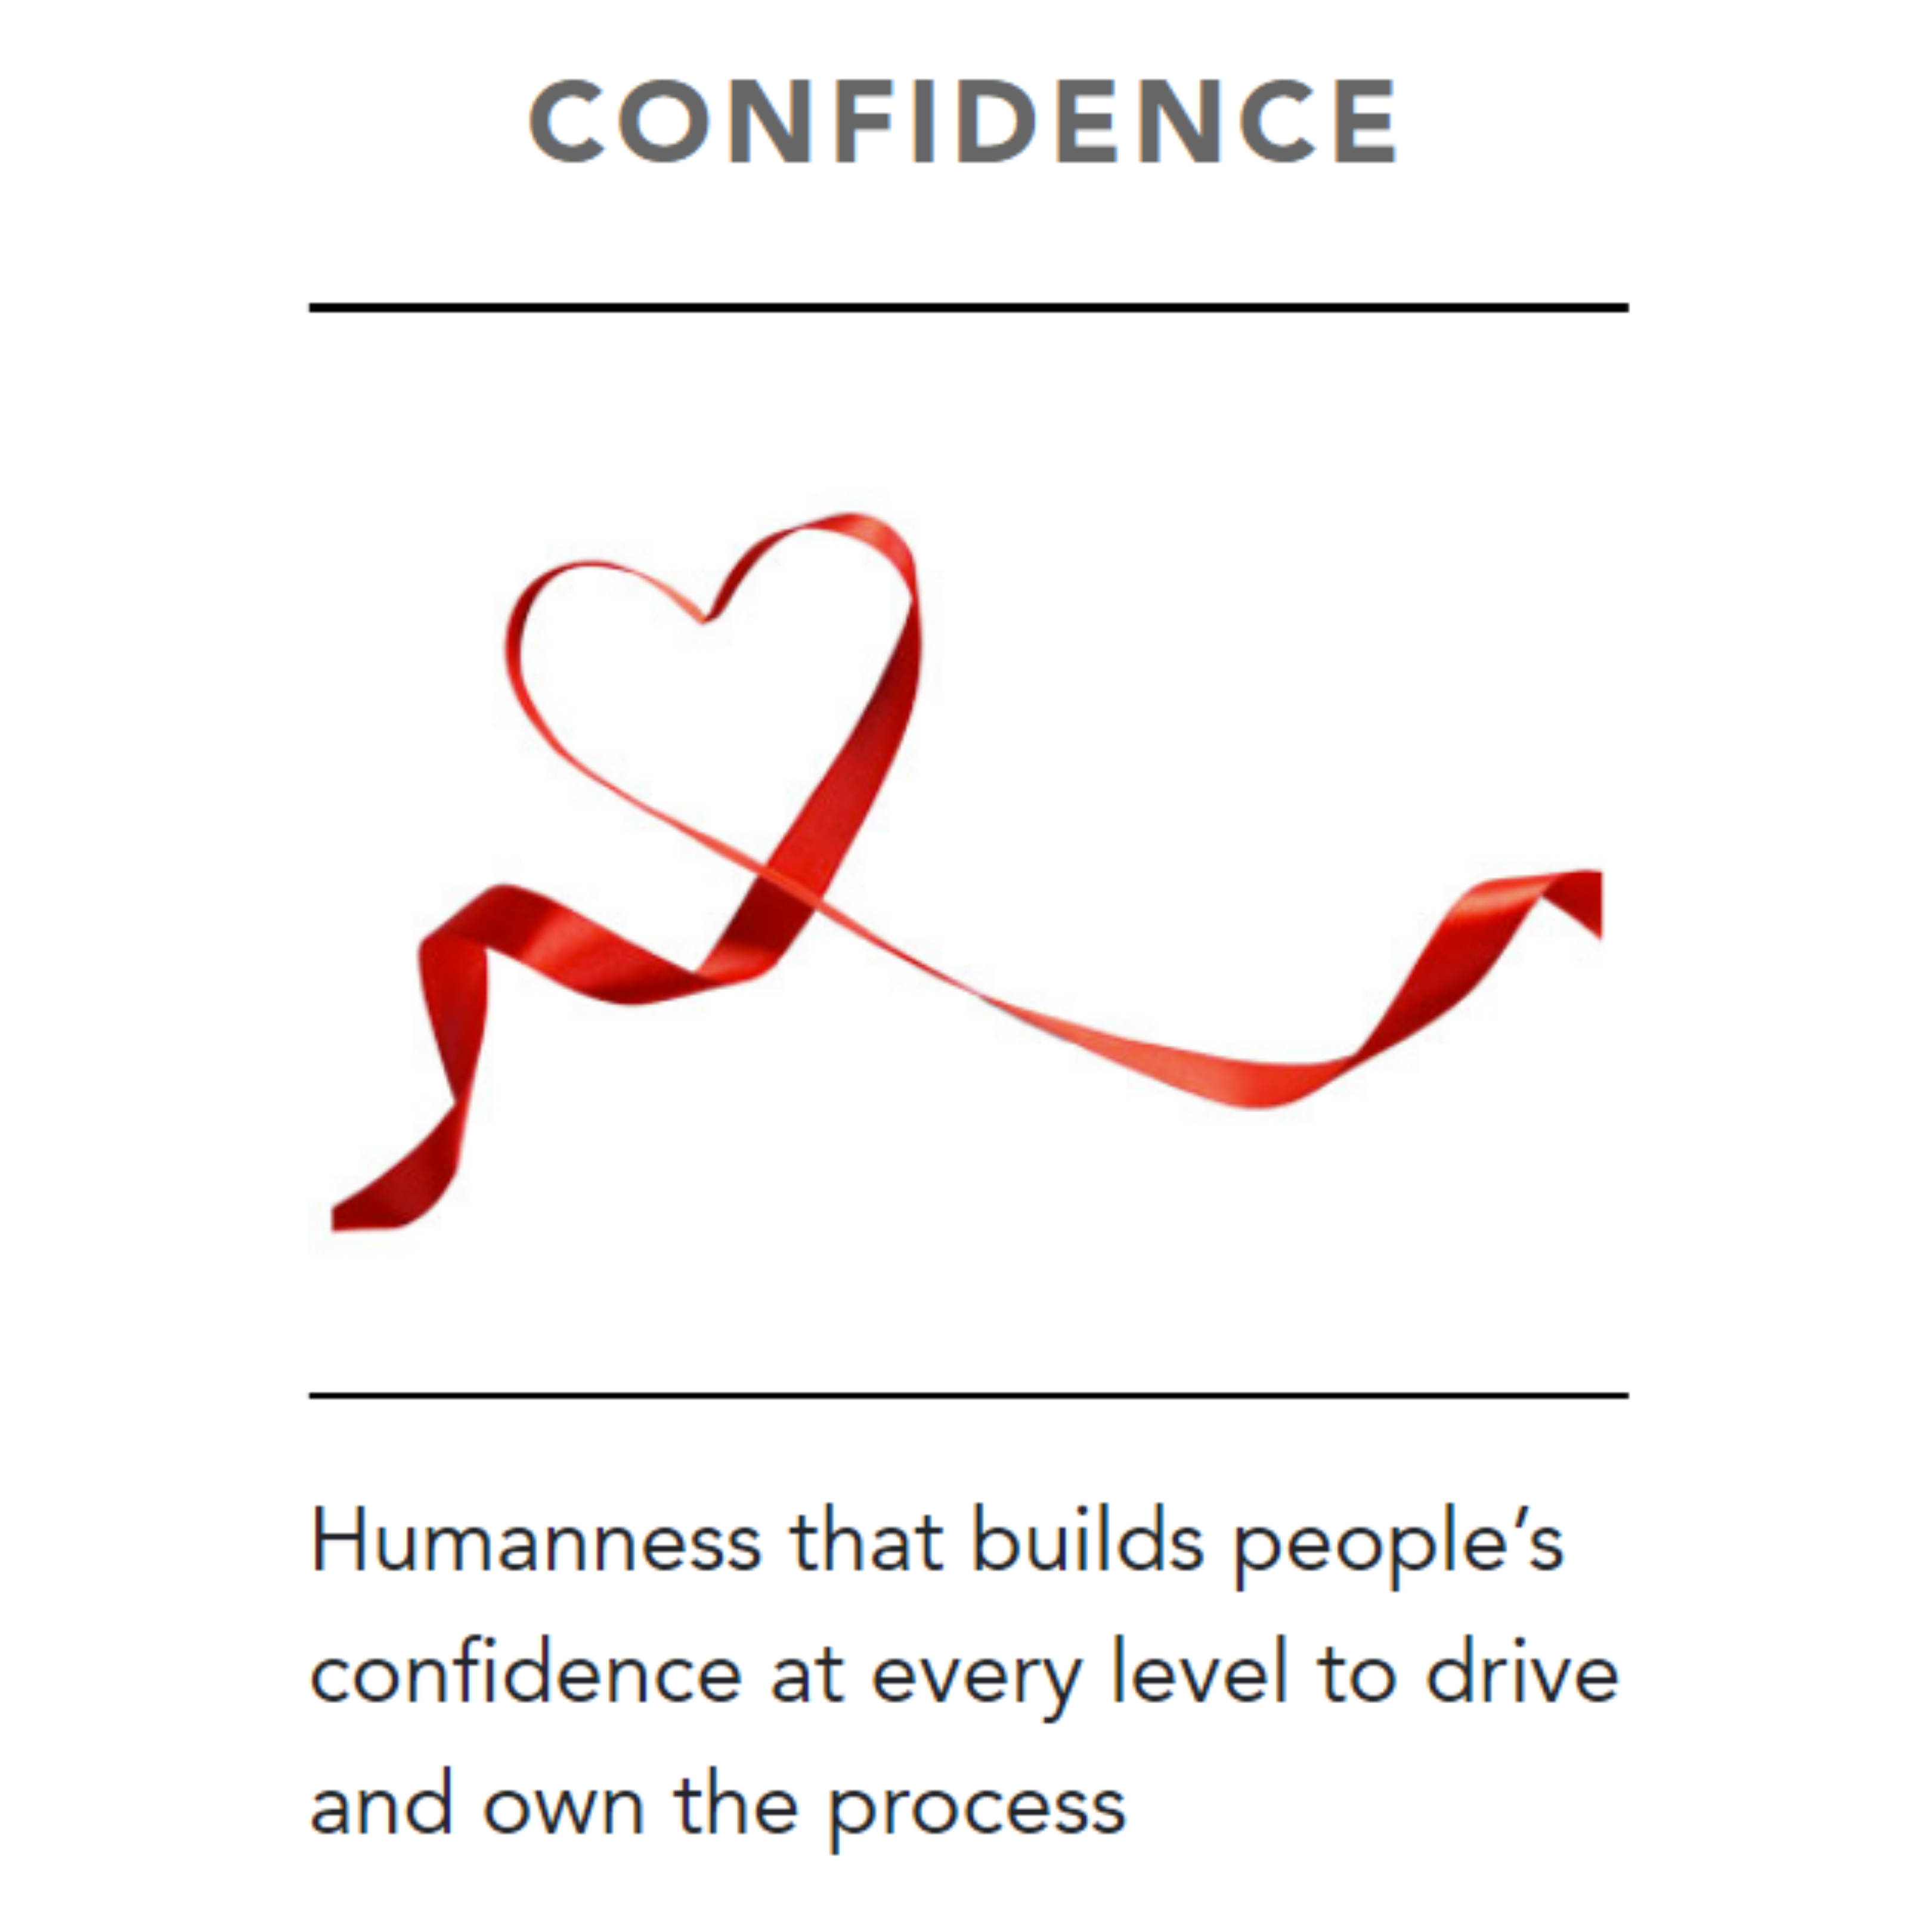 CONFIDENCE
Humanness that builds people’s
confidence at every level to drive
and own the process